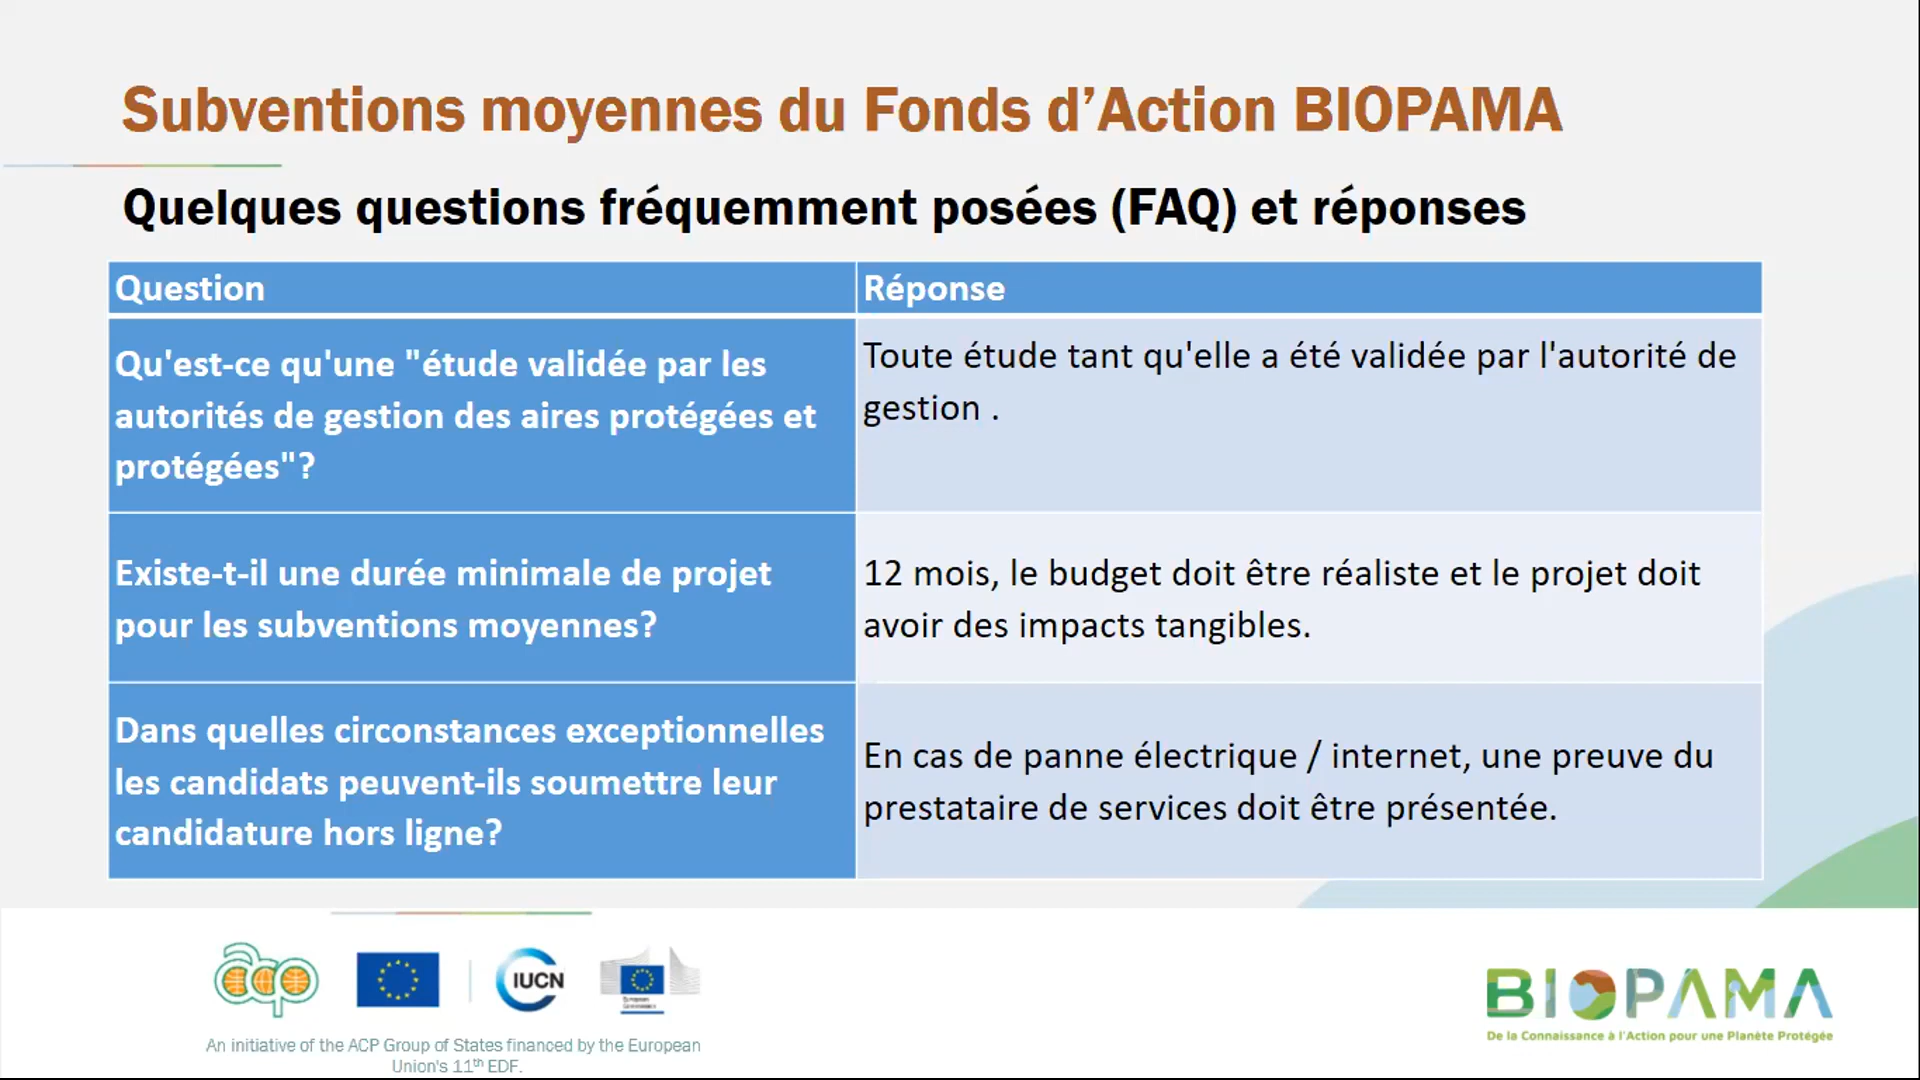 Subventions moyennes du Fonds d’Action BIOPAMA
Quelques questions fréquemment posées (FAQ) et réponses
Question
Réponse
Qu'est-ce qu'une "étude validée par les
autorités de gestion des aires protégées et
protégées"?
Toute étude tant qu'elle a été validée par l'autorité de
gestion .
Existe-t-il une durée minimale de projet
pour les subventions moyennes?
12 mois, le budget doit être réaliste et le projet doit
avoir des impacts tangibles.
Dans quelles circonstances exceptionnelles
les candidats peuvent-ils soumettre leur
candidature hors ligne?
En cas de panne électrique / internet, une preuve du
prestataire de services doit être présentée.
acp
IUCN
European
Commission
An initiative of the ACP Group of States financed by the European
Union's 11th EDF.
BIOPAMA
De la Connaissance à l'Action pour une Planète Protégée